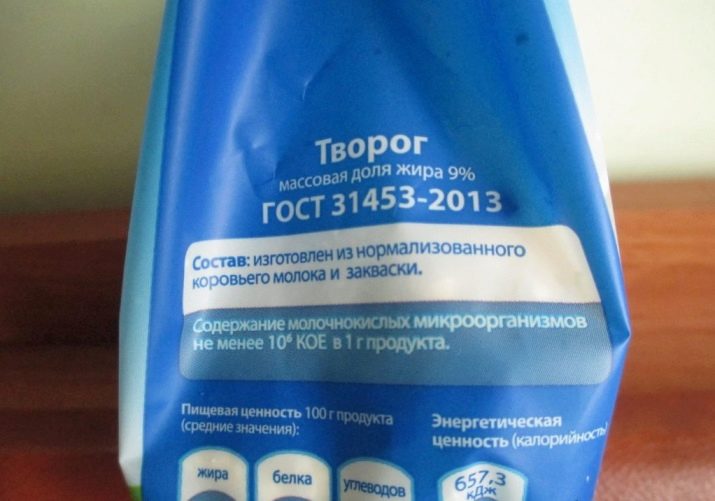 Творог
массовая доля жира 9%
ГОСТ 31453-2013
Состав: изготовлен из нормализованного
коровьего молока и закваски.
Содержание молочнокислых микроорганизмов
не менее 10⁶ КОЕ в 1 г продукта.
Пищевая ценность 100 г продукта
(средние значения):
жира белка углеводов
Энергетическая
ценность (калорийность)
657,3
кДж